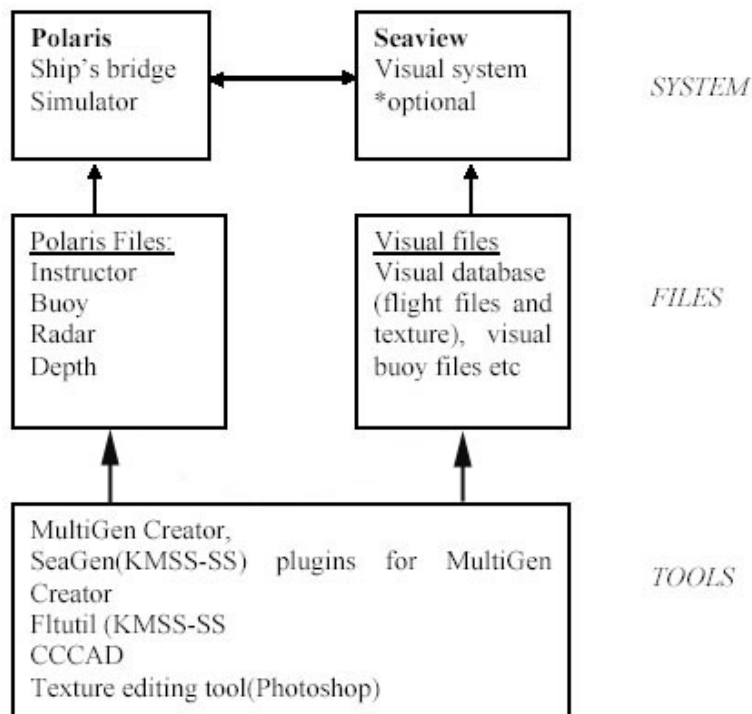 Polaris
Ship's bridge
Simulator
Seaview
Visual system
*optional
SYSTEM
Polaris Files:
Instructor
Buoy
Radar
Depth
Visual files
Visual database
(flight files and
texture), visual
buoy files etc
FILES
MultiGen Creator,
SeaGen(KMSS-SS) plugins for MultiGen
Creator
Fltutil (KMSS-SS
CCCAD
Texture editing tool(Photoshop)
TOOLS